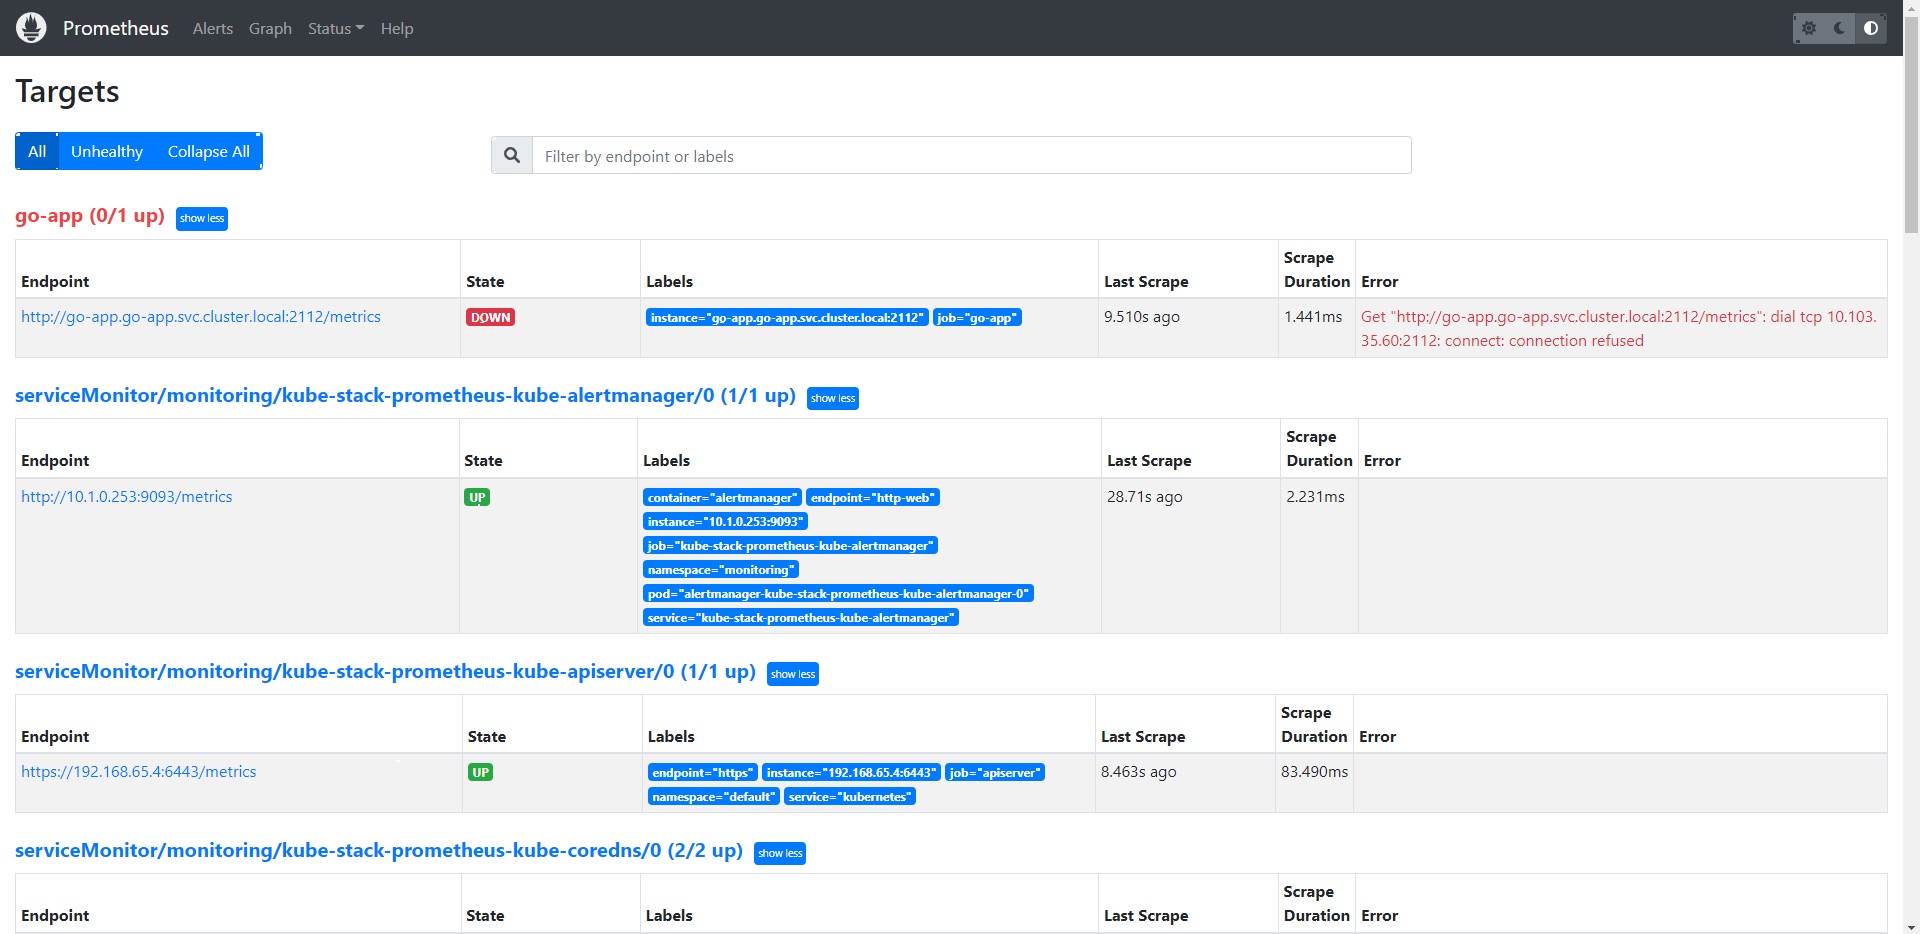 Prometheus Alerts Graph Status Help
Targets
All Unhealthy Collapse All
Filter by endpoint or labels
go-app (0/1 up) show less
Endpoint State Labels Last Scrape Scrape Duration Error
http://go-app.go-app.svc.cluster.local:2112/metrics DOWN instance="go-app.go-app.svc.cluster.local:2112" job="go-app" 9.510s ago 1.441ms Get "http://go-app.go-app.svc.cluster.local:2112/metrics": dial tcp 10.103.
35.60:2112: connect: connection refused
serviceMonitor/monitoring/kube-stack-prometheus-kube-alertmanager/0 (1/1 up) show less
Endpoint State Labels Last Scrape Scrape Duration Error
http://10.1.0.253:9093/metrics UP container="alertmanager" endpoint="http-web" 28.71s ago 2.231ms
instance="10.1.0.253:9093"
job="kube-stack-prometheus-kube-alertmanager"
namespace="monitoring"
pod="alertmanager-kube-stack-prometheus-kube-alertmanager-0"
service="kube-stack-prometheus-kube-alertmanager"
serviceMonitor/monitoring/kube-stack-prometheus-kube-apiserver/0 (1/1 up) show less
Endpoint State Labels Last Scrape Scrape Duration Error
https://192.168.65.4:6443/metrics UP endpoint="https" instance="192.168.65.4:6443" job="apiserver" 8.463s ago 83.490ms
namespace="default" service="kubernetes"
serviceMonitor/monitoring/kube-stack-prometheus-kube-coredns/0 (2/2 up) show less
Endpoint State Labels Last Scrape Scrape Duration Error